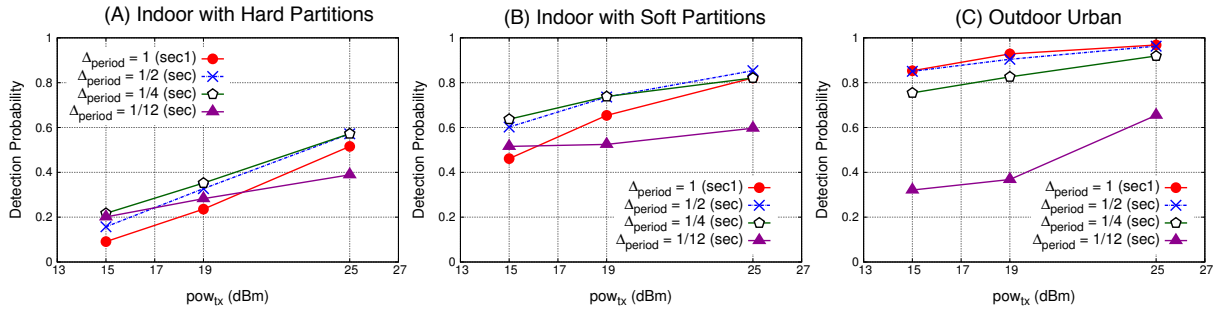 (A) Indoor with Hard Partitions
Detection Probability
1
0.8
0.6
0.4
0.2
0
Δperiod = 1 (sec1)
Δperiod = 1/2 (sec)
Δperiod = 1/4 (sec)
Δperiod = 1/12 (sec)
13 15 17 19 25 27
powtx (dBm)
(B) Indoor with Soft Partitions
Detection Probability
1
0.8
0.6
0.4
0.2
0
Δperiod = 1 (sec1)
Δperiod = 1/2 (sec)
Δperiod = 1/4 (sec)
Δperiod = 1/12 (sec)
13 15 17 19 25 27
powtx (dBm)
(C) Outdoor Urban
Detection Probability
1
0.8
0.6
0.4
0.2
0
Δperiod = 1 (sec1)
Δperiod = 1/2 (sec)
Δperiod = 1/4 (sec)
Δperiod = 1/12 (sec)
13 15 17 19 25 27
powtx (dBm)